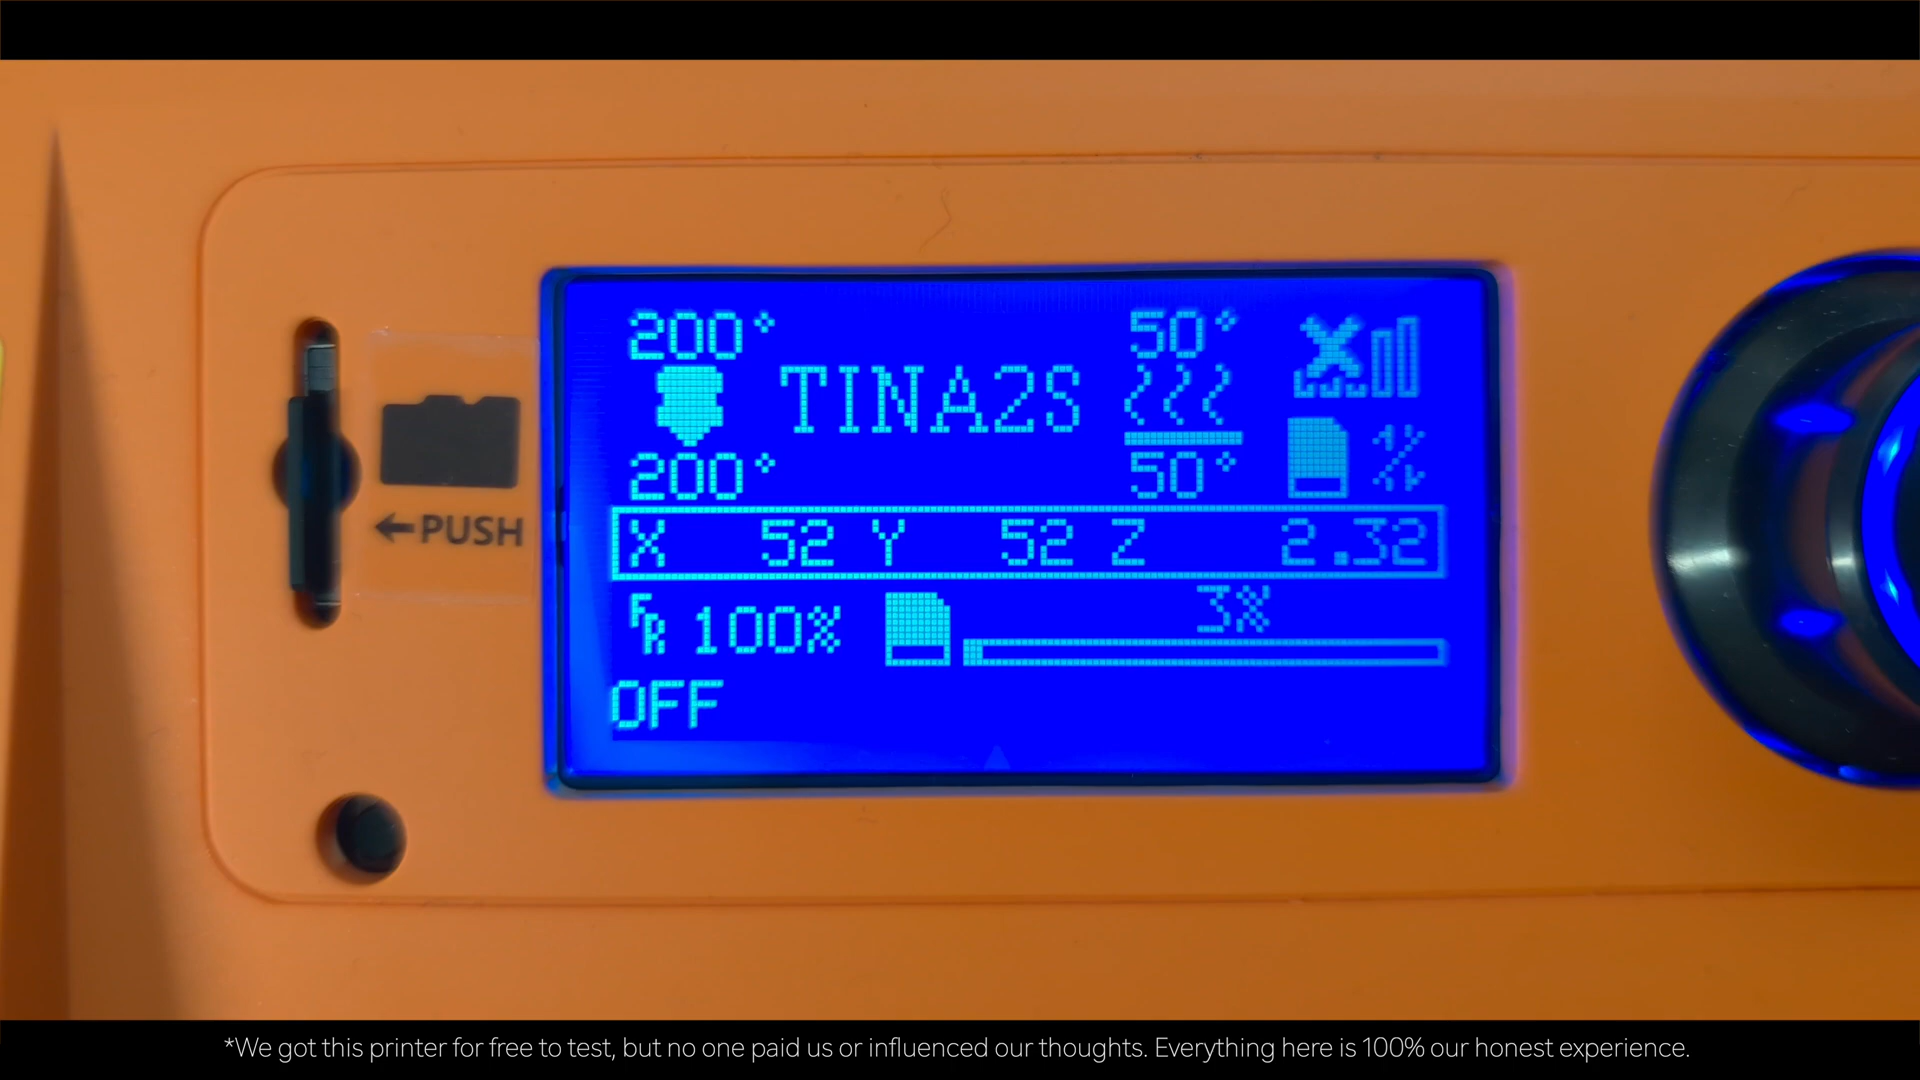 200° 50°
TINA2S
200° 50°
X 52 Y 52 Z 2.32
←PUSH
FR 100% 3%
OFF
*We got this printer for free to test, but no one paid us or influenced our thoughts. Everything here is 100% our honest experience.